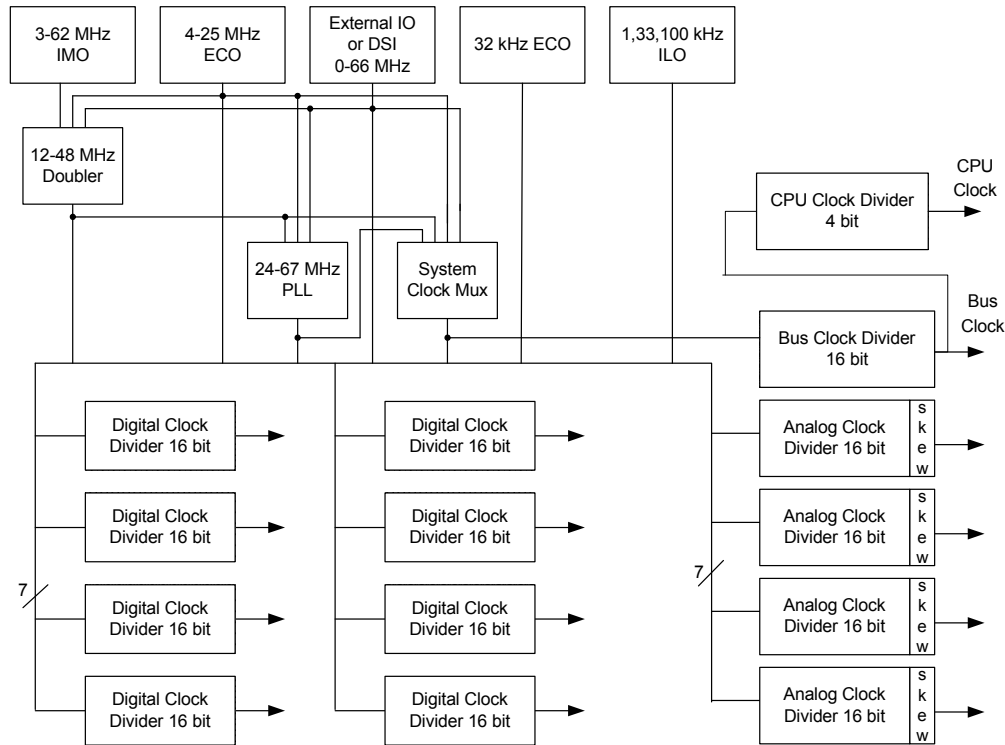 3-62 MHz
IMO
4-25 MHz
ECO
External IO
or DSI
0-66 MHz
32 kHz ECO
1,33,100 kHz
ILO
12-48 MHz
Doubler
24-67 MHz
PLL
System
Clock Mux
CPU Clock Divider
4 bit
CPU
Clock
Bus Clock Divider
16 bit
Bus
Clock
7
Digital Clock
Divider 16 bit
Digital Clock
Divider 16 bit
Digital Clock
Divider 16 bit
Digital Clock
Divider 16 bit
Digital Clock
Divider 16 bit
Digital Clock
Divider 16 bit
Digital Clock
Divider 16 bit
Digital Clock
Divider 16 bit
7
Analog Clock
Divider 16 bit
s
k
e
w
Analog Clock
Divider 16 bit
s
k
e
w
Analog Clock
Divider 16 bit
s
k
e
w
Analog Clock
Divider 16 bit
s
k
e
w